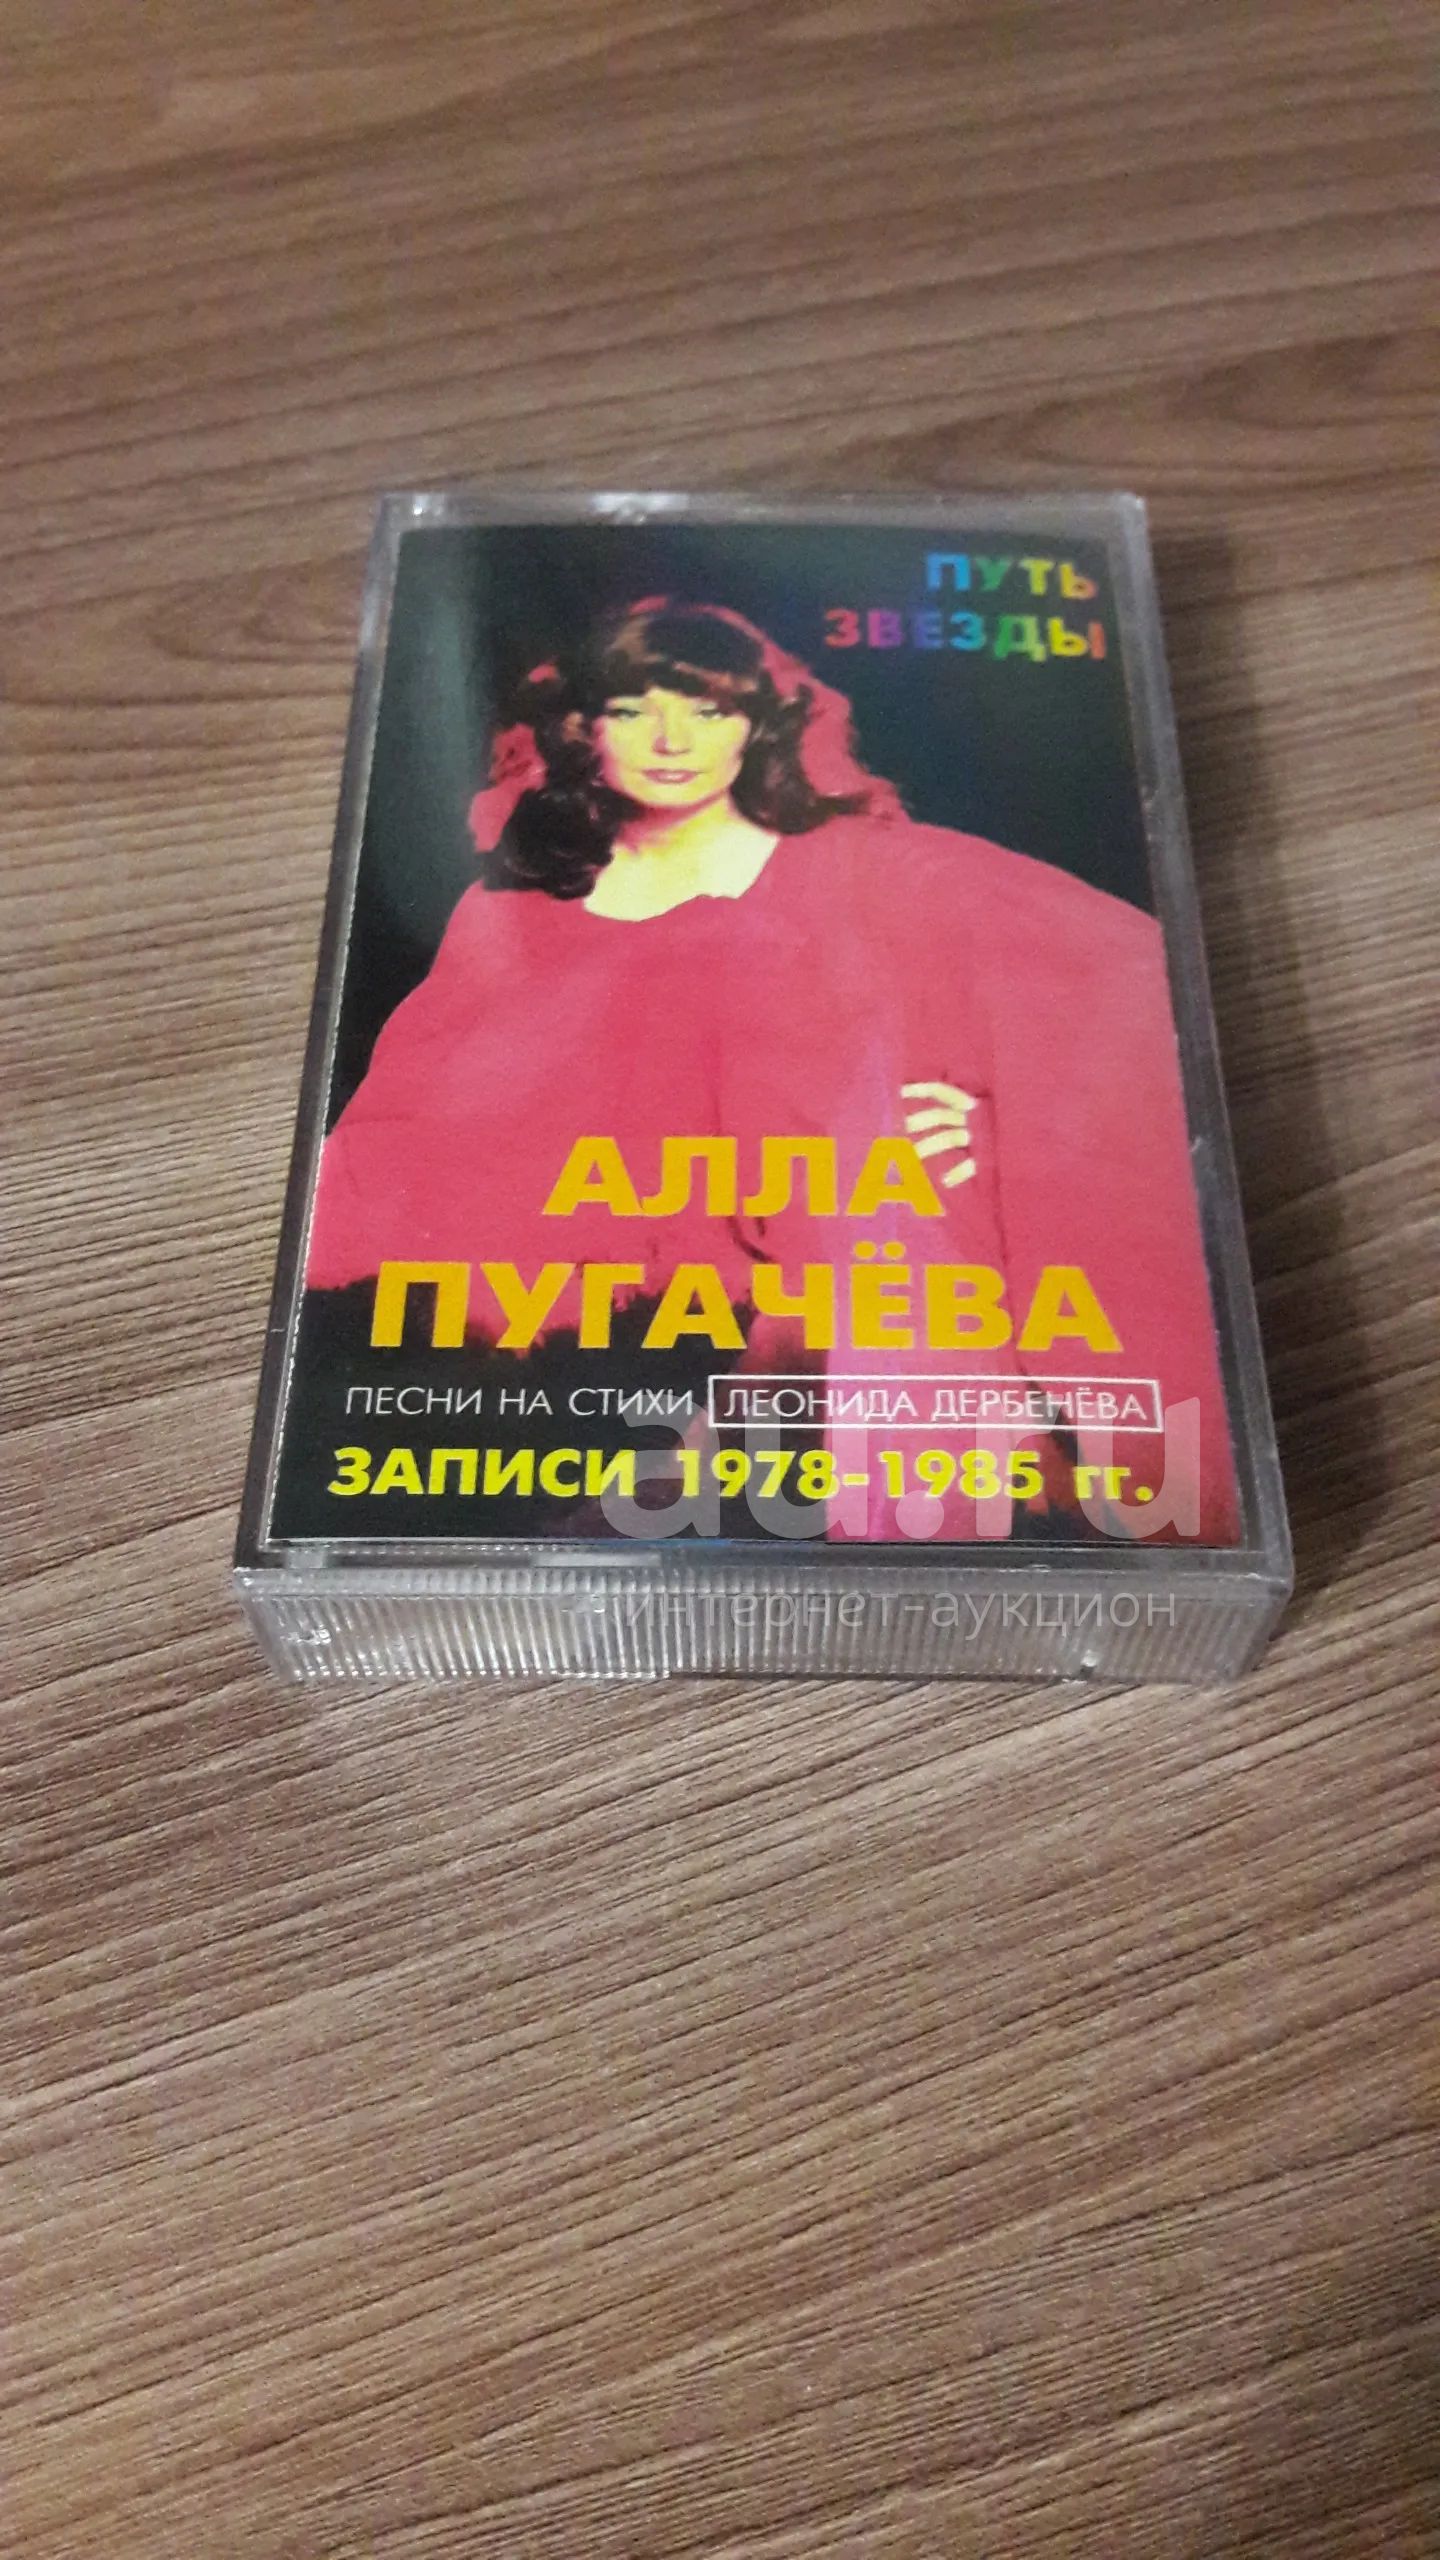 ПУТЬ
ЗВЕЗДЫ
АЛЛА
ПУГАЧЁВА
ПЕСНИ НА СТИХИ ЛЕОНИДА ДЕРБЕНЁВА
ЗАПИСИ 1978-1985 гг.
au.ru
интернет-аукцион